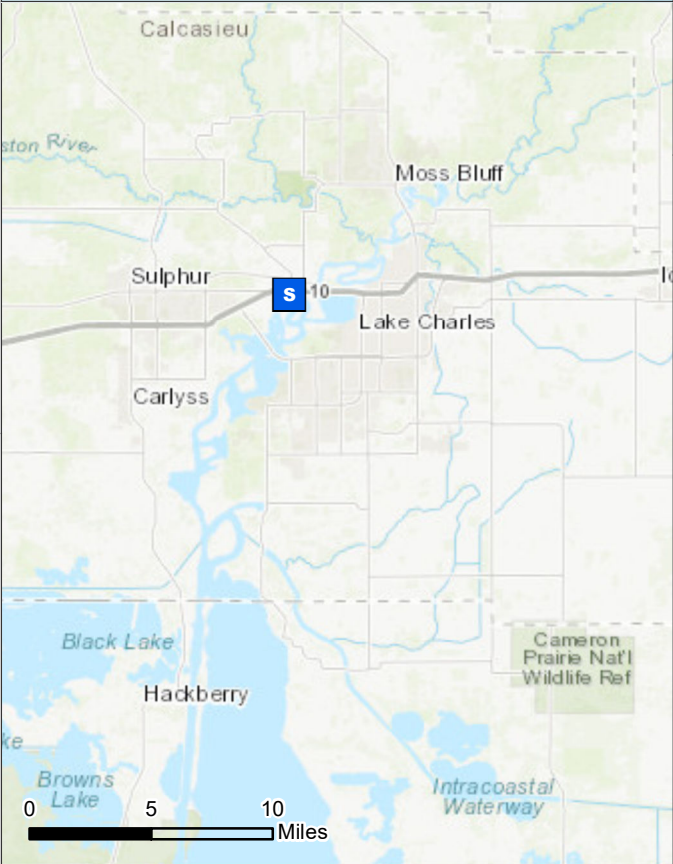 Calcasieu
ston River
Moss Bluff
Sulphur
S
10
Io
Lake Charles
Carlyss
Black Lake
Cameron
Prairie Nat'l
Wildlife Ref
Hackberry
ke
Browns
Lake
Intracoastal
Waterway
0 5 10
Miles